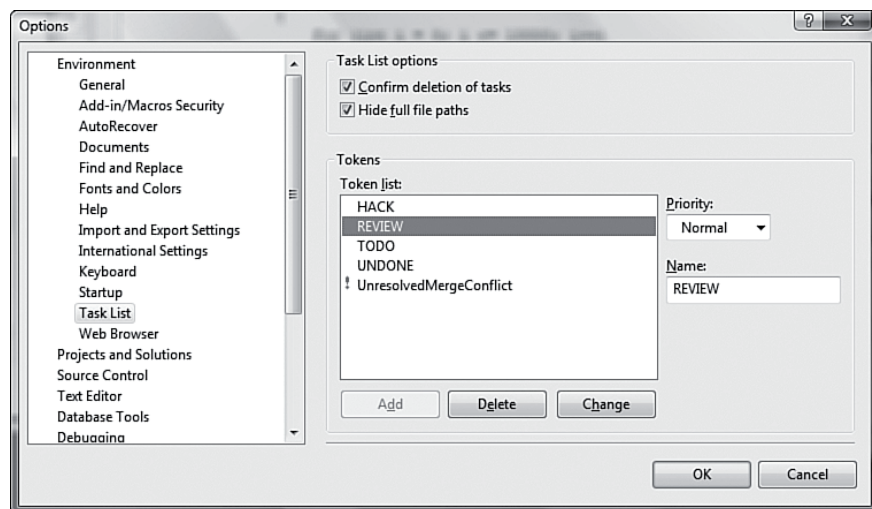 Options
Environment
General
Add-in/Macros Security
AutoRecover
Documents
Find and Replace
Fonts and Colors
Help
Import and Export Settings
International Settings
Keyboard
Startup
Task List
Web Browser
Projects and Solutions
Source Control
Text Editor
Database Tools
Debugging
Task List options
Confirm deletion of tasks
Hide full file paths
Tokens
Token list:
HACK
REVIEW
TODO
UNDONE
! UnresolvedMergeConflict
Priority:
Normal
Name:
REVIEW
Add
Delete
Change
OK
Cancel